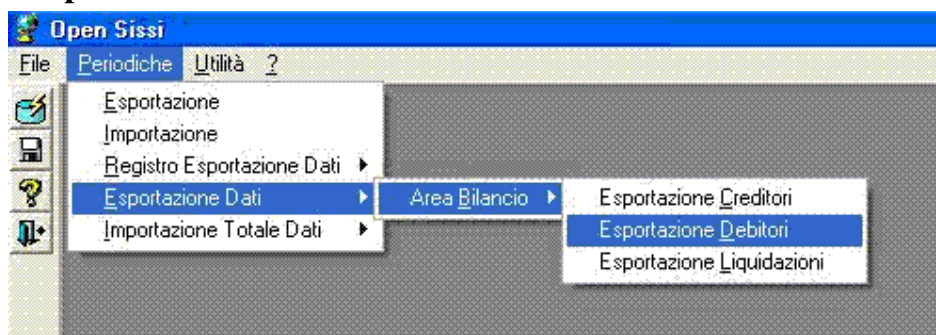 Open Sissi
File Periodiche Utilità ?
Esportazione
Importazione
Registro Esportazione Dati
Esportazione Dati
Importazione Totale Dati
Area Bilancio
Esportazione Creditori
Esportazione Debitori
Esportazione Liquidazioni